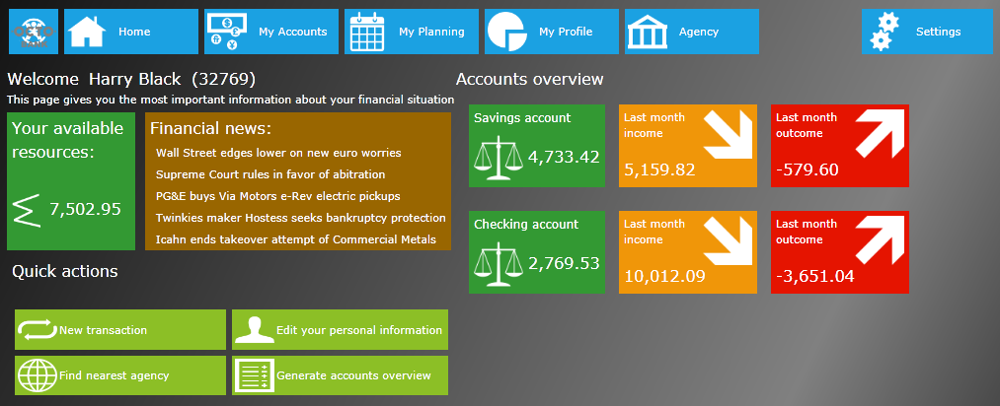 Home
My Accounts
My Planning
My Profile
Agency
Settings
Welcome Harry Black (32769)
This page gives you the most important information about your financial situation
Your available
resources:
7,502.95
Financial news:
Wall Street edges lower on new euro worries
Supreme Court rules in favor of abitration
PG&E buys Via Motors e-Rev electric pickups
Twinkies maker Hostess seeks bankruptcy protection
Icahn ends takeover attempt of Commercial Metals
Accounts overview
Savings account
4,733.42
Last month
income
5,159.82
Last month
outcome
-579.60
Checking account
2,769.53
Last month
income
10,012.09
Last month
outcome
-3,651.04
Quick actions
New transaction
Edit your personal information
Find nearest agency
Generate accounts overview